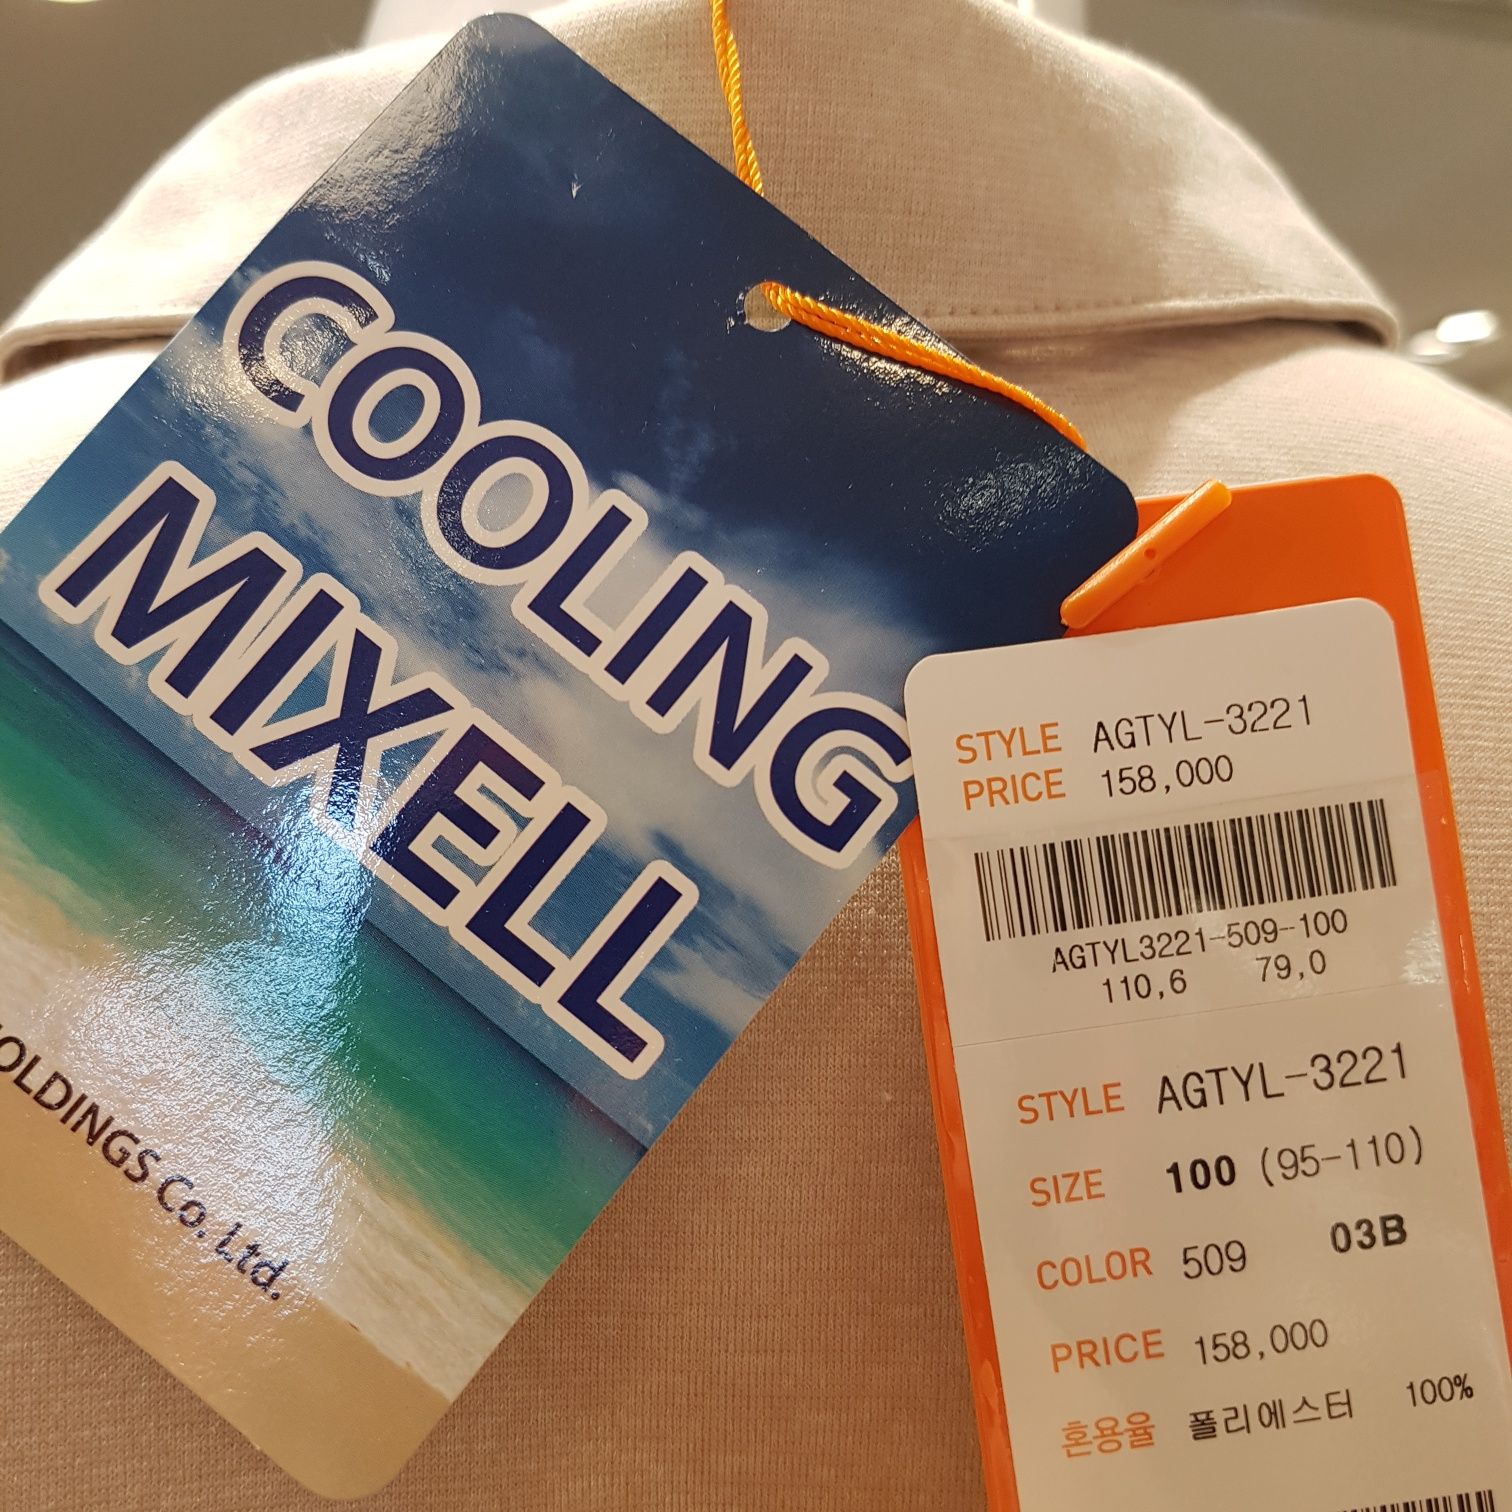 COOLING
MIXELL
OLDINGS Co. Ltd.
STYLE AGTYL-3221
PRICE 158,000
AGTYL3221-509-100
110,6 79,0
STYLE AGTYL-3221
SIZE 100 (95-110)
COLOR 509 03B
PRICE 158,000
혼용율 폴리에스터 100%